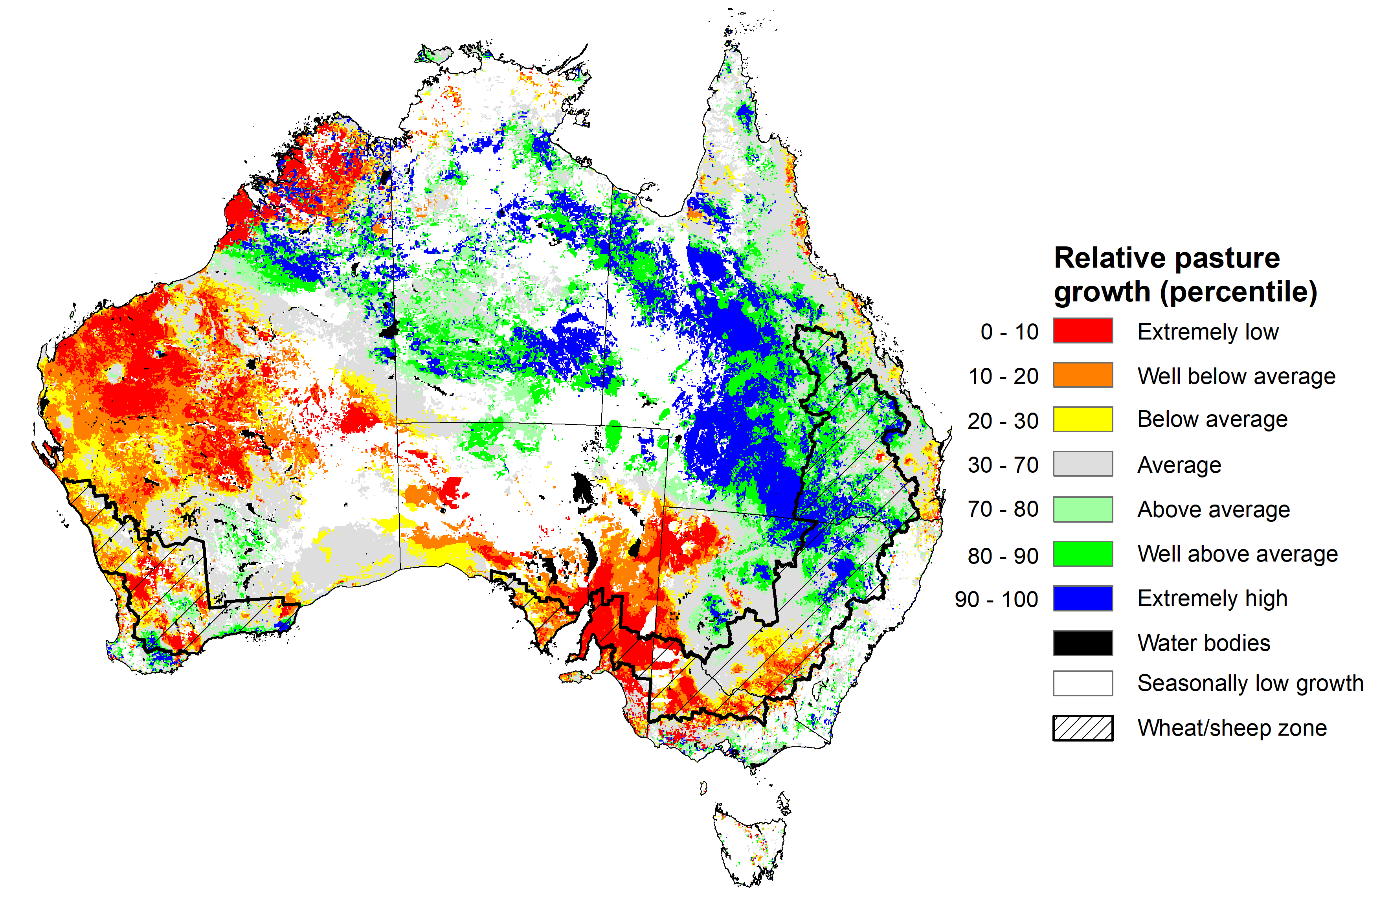 Relative pasture
growth (percentile)
0 - 10 Extremely low
10 - 20 Well below average
20 - 30 Below average
30 - 70 Average
70 - 80 Above average
80 - 90 Well above average
90 - 100 Extremely high
Water bodies
Seasonally low growth
Wheat/sheep zone